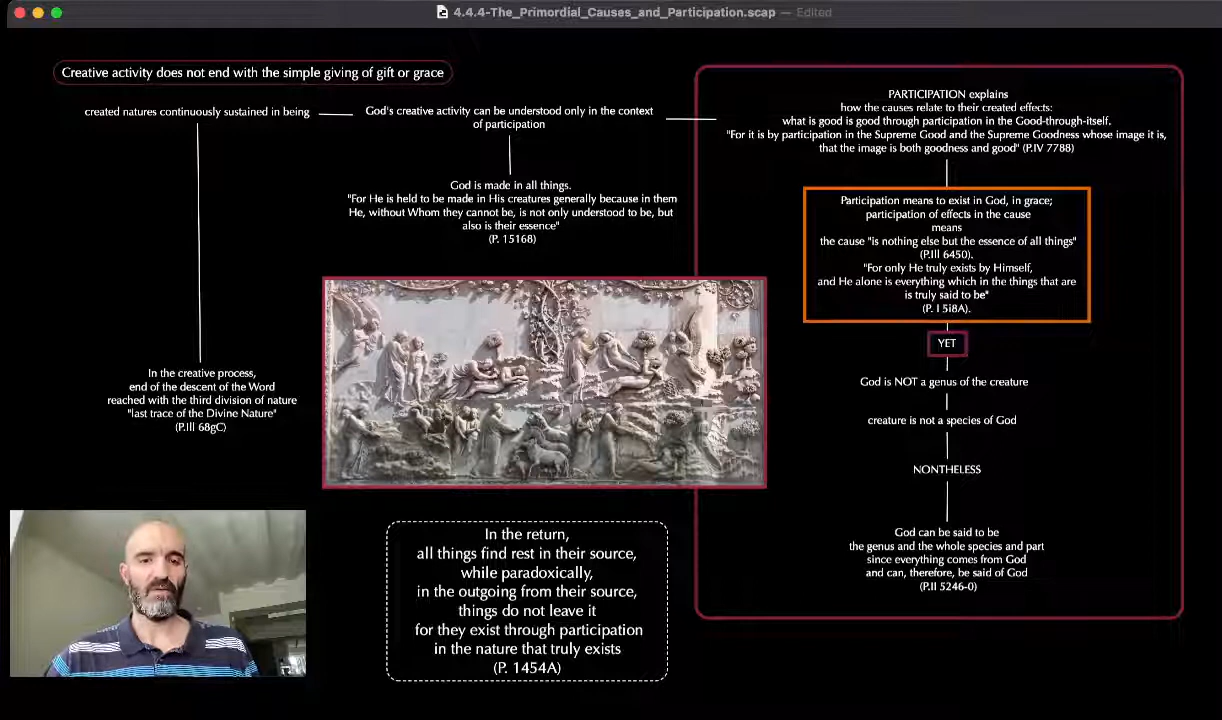 4.4.4-The_Primordial_Causes_and_Participation.scap — Edited
Creative activity does not end with the simple giving of gift or grace
created natures continuously sustained in being
God's creative activity can be understood only in the context
of participation
God is made in all things.
"For He is held to be made in His creatures generally because in them
He, without Whom they cannot be, is not only understood to be, but
also is their essence"
(P. 15168)
In the creative process,
end of the descent of the Word
reached with the third division of nature
"last trace of the Divine Nature"
(P.lll 68gC)
In the return,
all things find rest in their source,
while paradoxically,
in the outgoing from their source,
things do not leave it
for they exist through participation
in the nature that truly exists
(P. 1454A)
PARTICIPATION explains
how the causes relate to their created effects:
what is good is good through participation in the Good-through-itself.
"For it is by participation in the Supreme Good and the Supreme Goodness whose image it is,
that the image is both goodness and good" (P.IV 7788)
Participation means to exist in God, in grace;
participation of effects in the cause
means
the cause "is nothing else but the essence of all things"
(P.lll 6450).
"For only He truly exists by Himself,
and He alone is everything which in the things that are
is truly said to be"
(P. I 5i8A).
YET
God is NOT a genus of the creature
creature is not a species of God
NONTHELESS
God can be said to be
the genus and the whole species and part
since everything comes from God
and can, therefore, be said of God
(P.ll 5246-0)